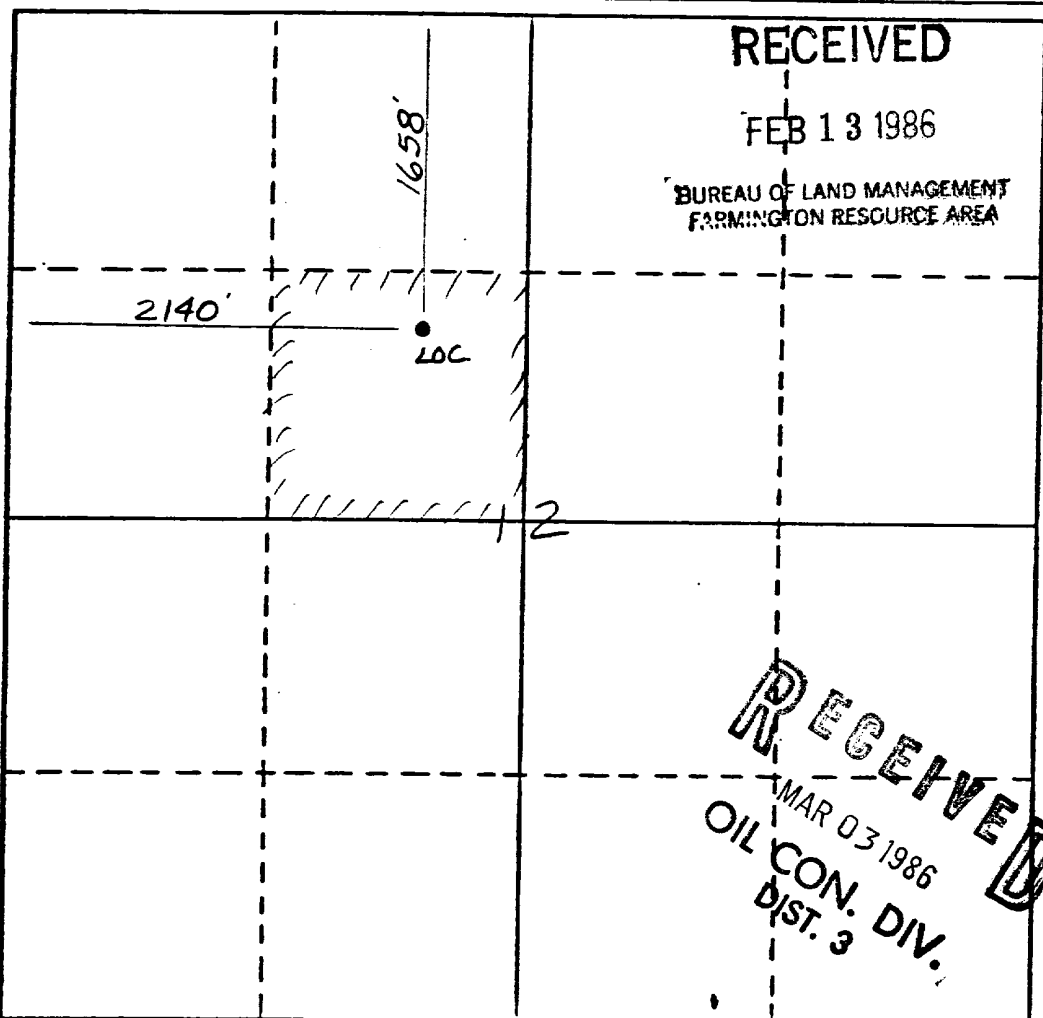 RECEIVED
FEB 13 1986
BUREAU OF LAND MANAGEMENT
FARMINGTON RESOURCE AREA
1658'
2140'
LOC
12
RECEIVED
MAR 03 1986
OIL CON. DIV.
DIST. 3